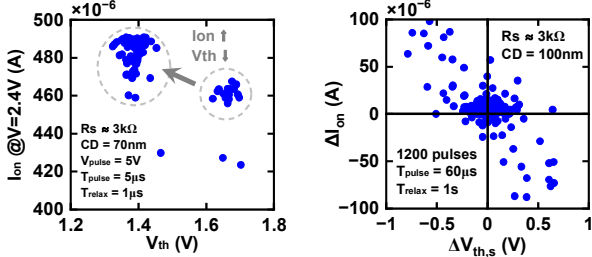 ×10⁻⁶
500
480
460
440
420
400
I_on @V=2.4V (A)
Ion ⬆
Vth ⬇
Rs ≈ 3kΩ
CD = 70nm
V_pulse = 5V
T_pulse = 5μs
T_relax = 1μs
1.2 1.4 1.6 1.8
V_th (V)
×10⁻⁶
100
50
0
−50
−100
ΔI_on (A)
Rs ≈ 3kΩ
CD = 100nm
1200 pulses
T_pulse = 60μs
T_relax = 1s
−1 −0.5 0 0.5 1
ΔV_th,s (V)